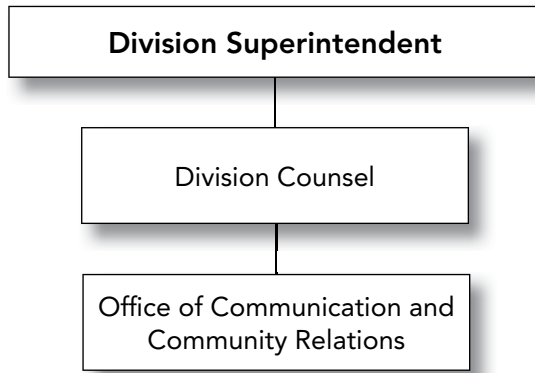 Division Superintendent
Division Counsel
Office of Communication and
Community Relations